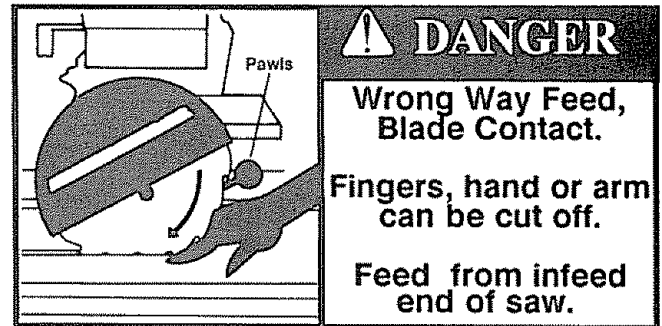 Pawls
DANGER
Wrong Way Feed,
Blade Contact.
Fingers, hand or arm
can be cut off.
Feed from infeed
end of saw.